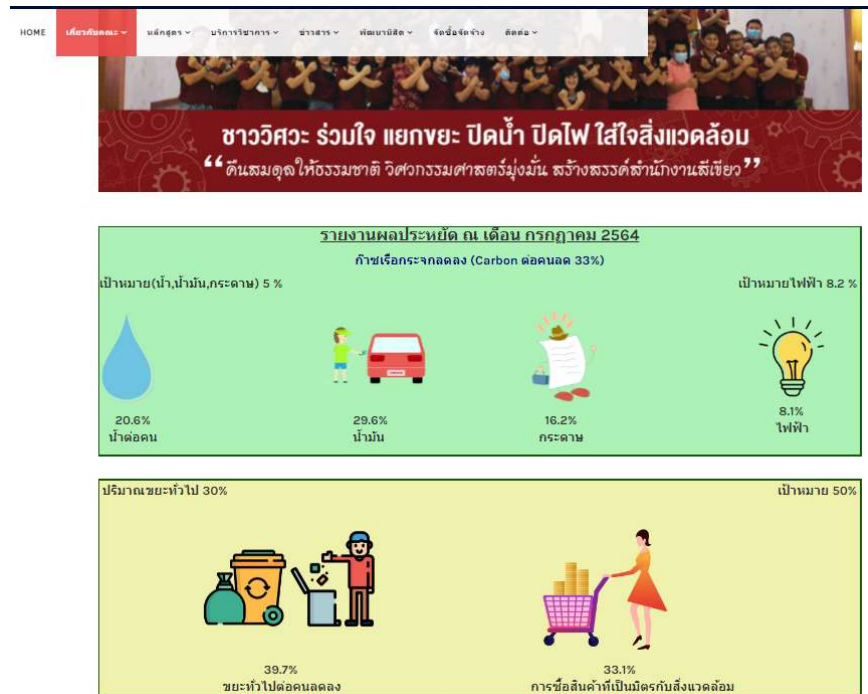 HOME เกี่ยวกับคณะ หลักสูตร บริการวิชาการ ข่าวสาร พัฒนานิสิต จัดซื้อจัดจ้าง ติดต่อ
ชาววิศวะ ร่วมใจ แยกขยะ ปิดน้ำ ปิดไฟ ใส่ใจสิ่งแวดล้อม
“คืนสมดุลให้ธรรมชาติ วิศวกรรมศาสตร์มุ่งมั่น สร้างสรรค์สำนักงานสีเขียว”
รายงานผลประหยัด ณ เดือน กรกฎาคม 2564
ก๊าซเรือกระจกลดลง (Carbon ต่อคนลด 33%)
เป้าหมาย(น้ำ,น้ำมัน,กระดาษ) 5 % เป้าหมายไฟฟ้า 8.2 %
20.6% 29.6% 16.2% 8.1%
น้ำต่อคน น้ำมัน กระดาษ ไฟฟ้า
ปริมาณขยะทั่วไป 30% เป้าหมาย 50%
39.7% 33.1%
ขยะทั่วไปต่อคนลดลง การซื้อสินค้าที่เป็นมิตรกับสิ่งแวดล้อม